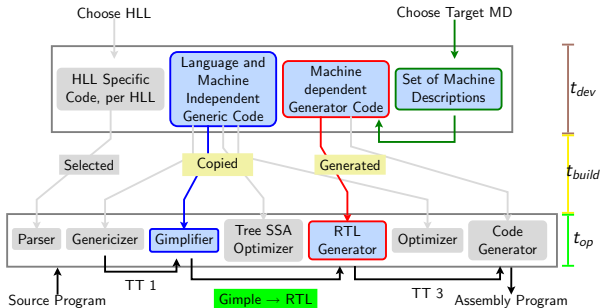 Choose HLL
Choose Target MD
HLL Specific
Code, per HLL
Language and
Machine
Independent
Generic Code
Machine
dependent
Generator Code
Set of Machine
Descriptions
t_dev
Selected
Copied
Generated
t_build
Parser
Genericizer
Gimplifier
Tree SSA
Optimizer
RTL
Generator
Optimizer
Code
Generator
t_op
Source Program
TT 1
Gimple → RTL
TT 3
Assembly Program